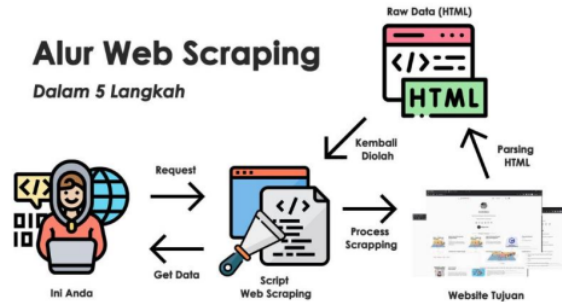 Raw Data (HTML)
Alur Web Scraping
Dalam 5 Langkah
</>
HTML
Kembali
Diolah
Parsing
HTML
</>
Request
</>
Process
Scrapping
Get Data
Ini Anda
Script
Web Scraping
Website Tujuan